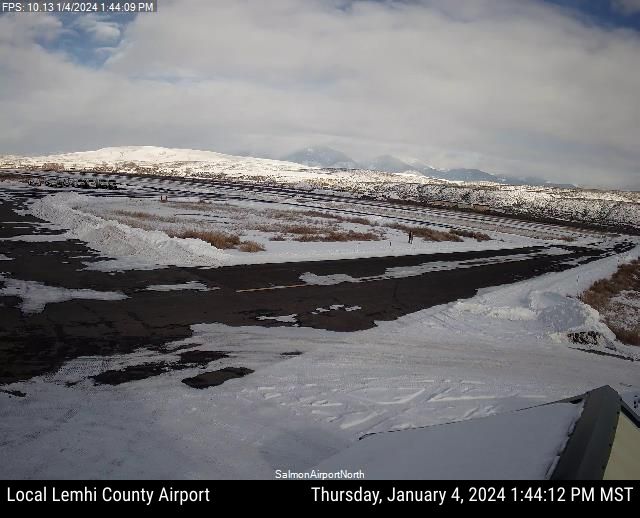 FPS: 10.13 1/4/2024 1:44:09 PM
SalmonAirportNorth
Local Lemhi County Airport Thursday, January 4, 2024 1:44:12 PM MST